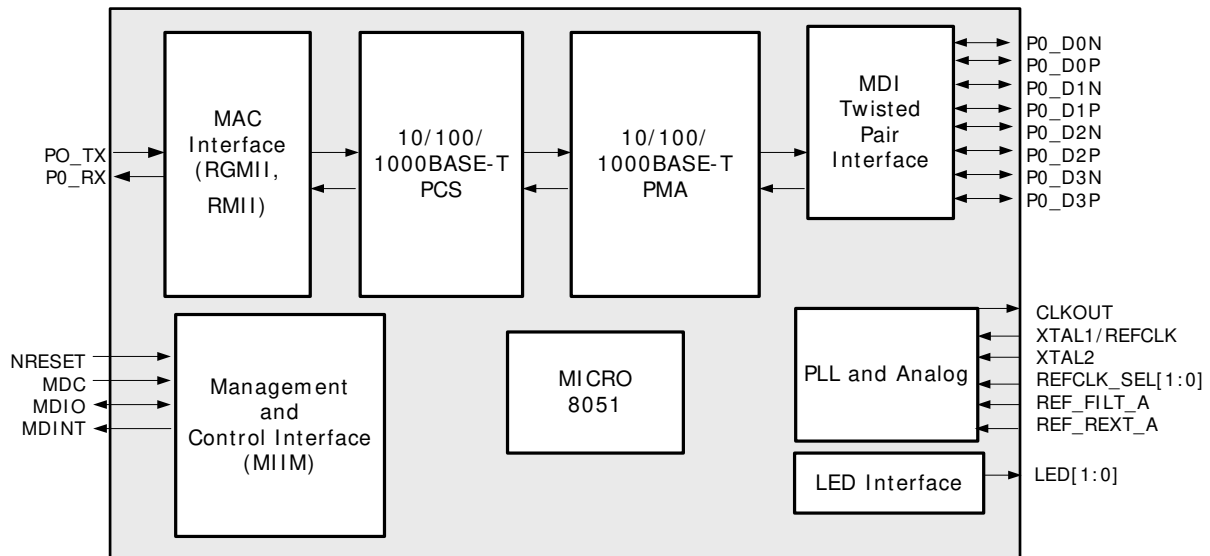 MAC
Interface
(RGMII,
RMII)
10/100/
1000BASE-T
PCS
10/100/
1000BASE-T
PMA
MDI
Twisted
Pair
Interface
P0_D0N
P0_D0P
P0_D1N
P0_D1P
P0_D2N
P0_D2P
P0_D3N
P0_D3P
PO_TX
P0_RX
NRESET
MDC
MDIO
MDINT
Management
and
Control Interface
(MIIM)
MICRO
8051
PLL and Analog
CLKOUT
XTAL1/REFCLK
XTAL2
REFCLK_SEL[1:0]
REF_FILT_A
REF_REXT_A
LED Interface
LED[1:0]